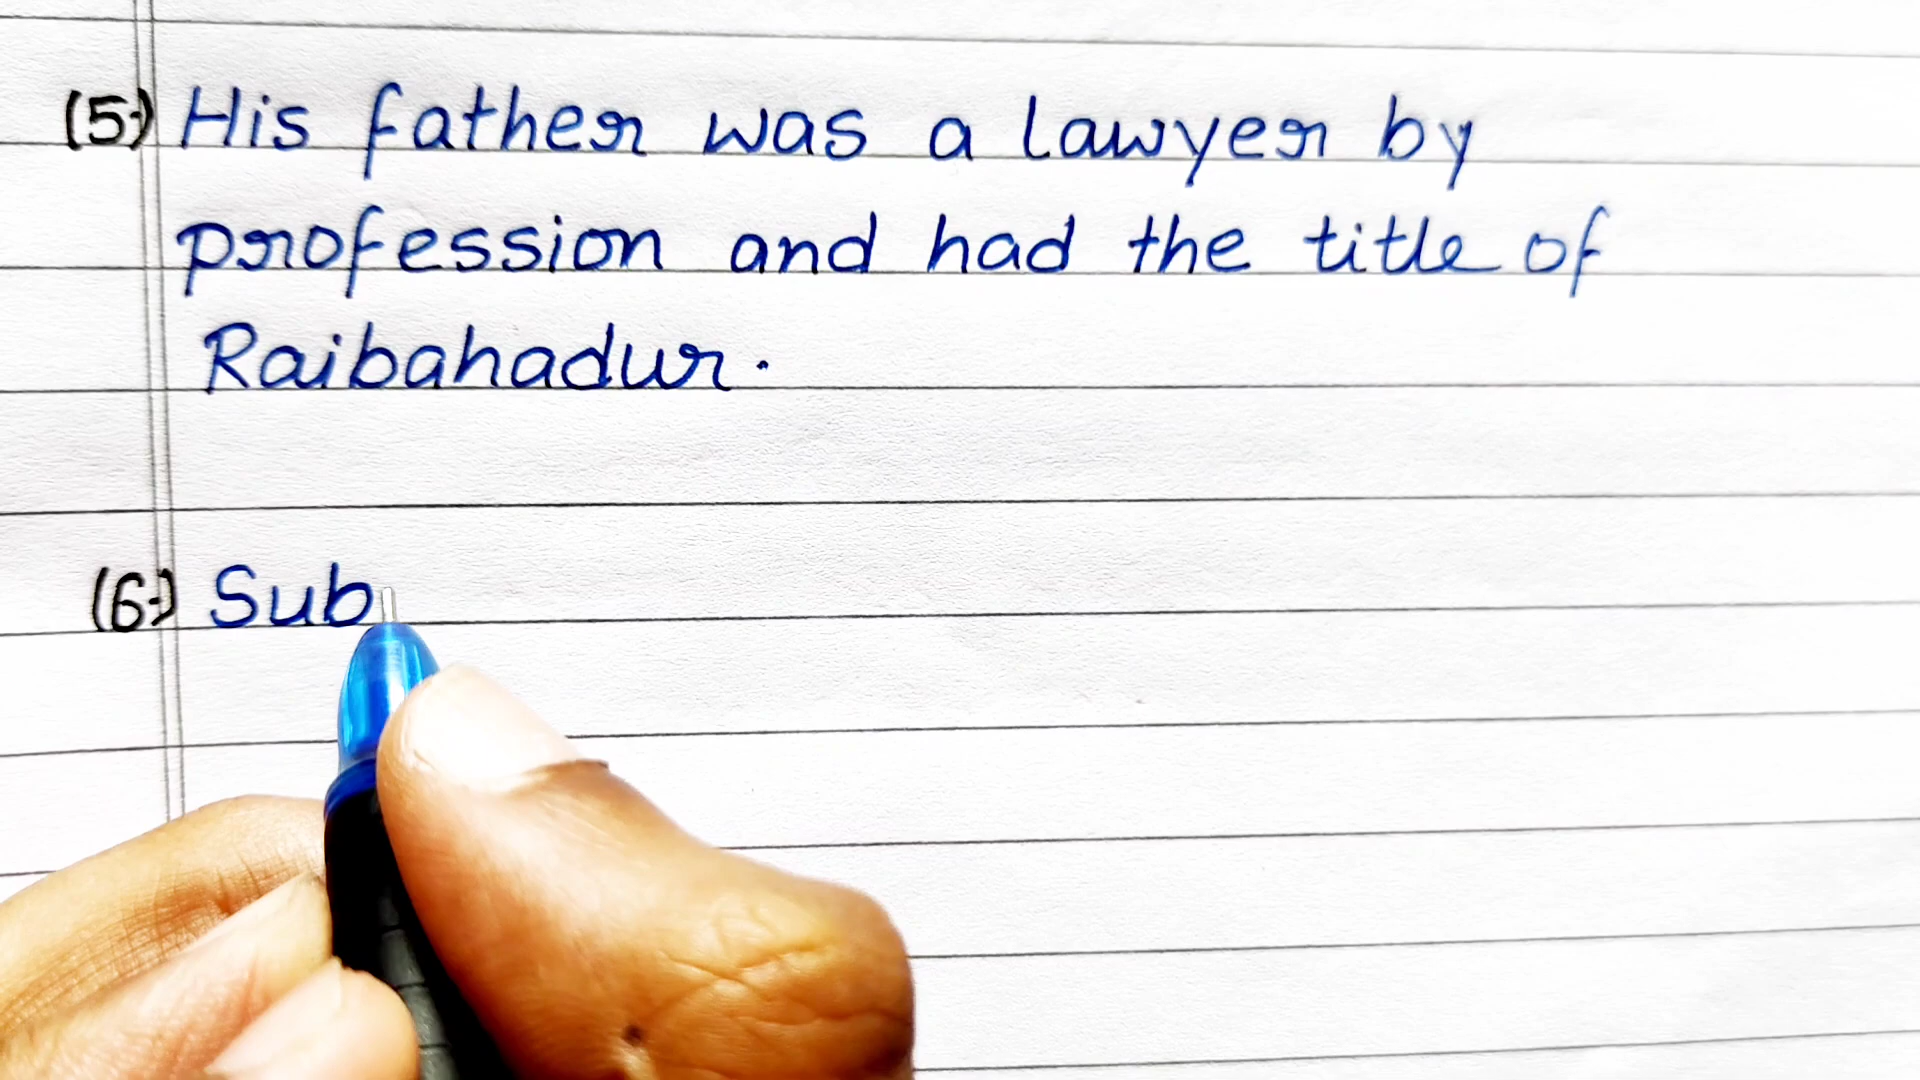 (5.) His father was a lawyer by
profession and had the title of
Raibahadur.
(6.) Sub